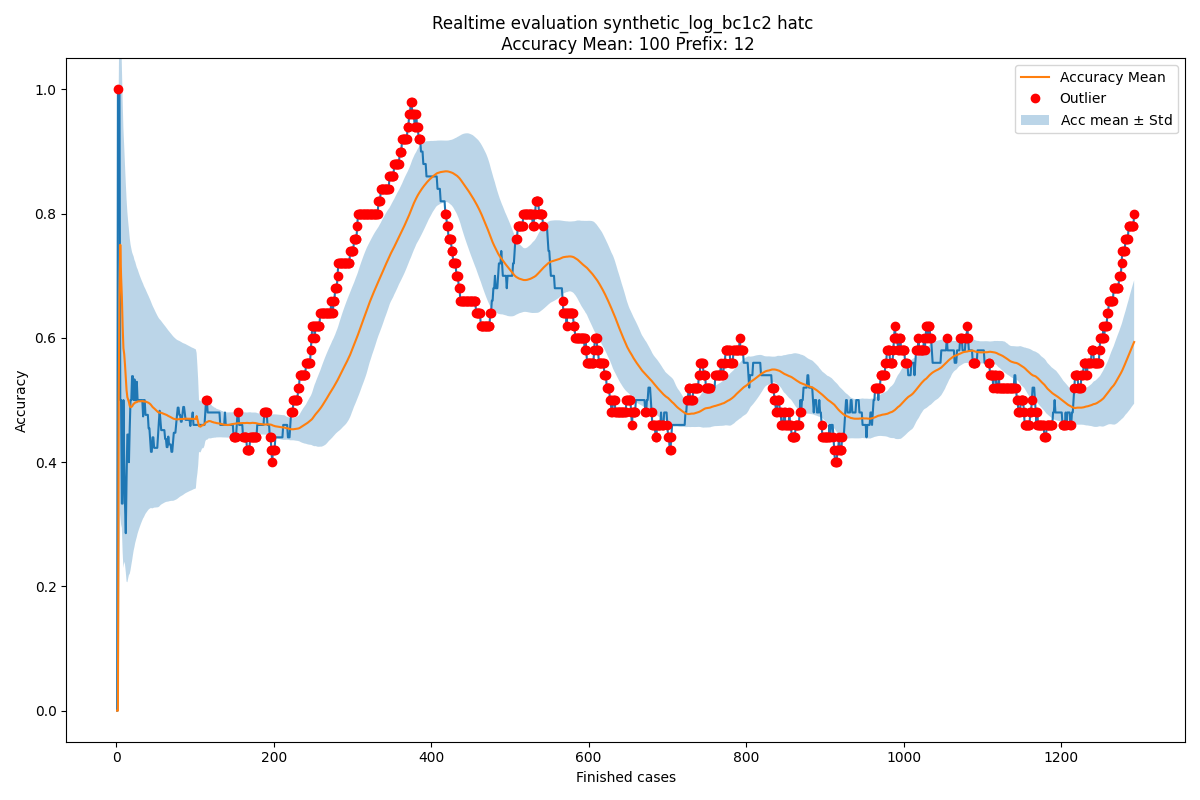 Realtime evaluation synthetic_log_bc1c2 hatc
Accuracy Mean: 100 Prefix: 12
Accuracy Mean
Outlier
Acc mean ± Std
1.0
0.8
0.6
0.4
0.2
0.0
Accuracy
0
200
400
600
800
1000
1200
Finished cases